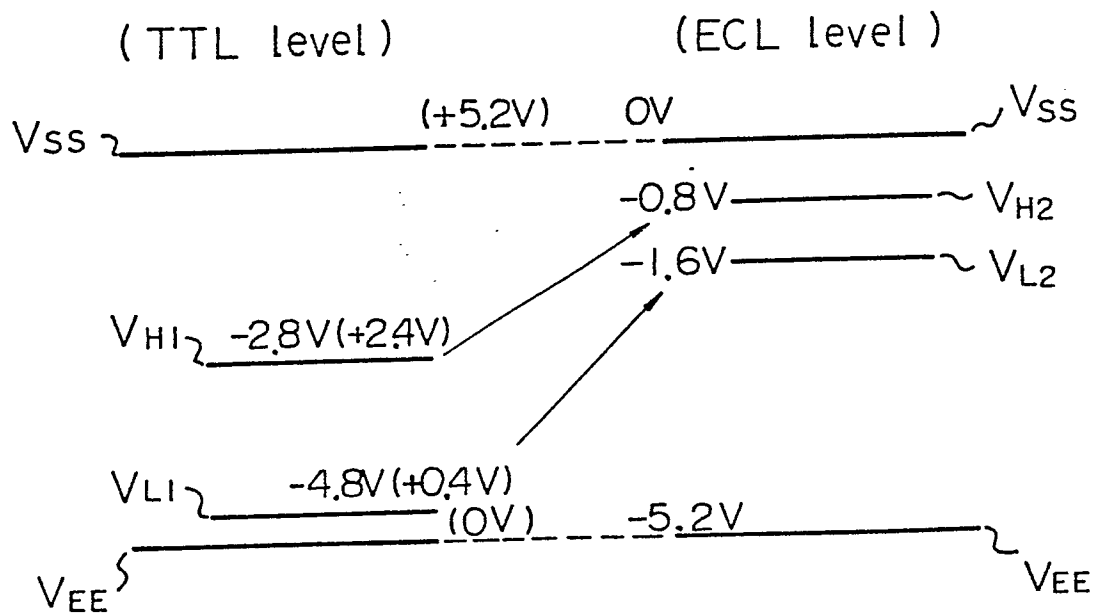 (TTL level) (ECL level)
VSS (+5.2V) 0V VSS
-0.8V VH2
-1.6V VL2
VH1 -2.8V(+2.4V)
VL1 -4.8V(+0.4V)
(0V) -5.2V
VEE VEE